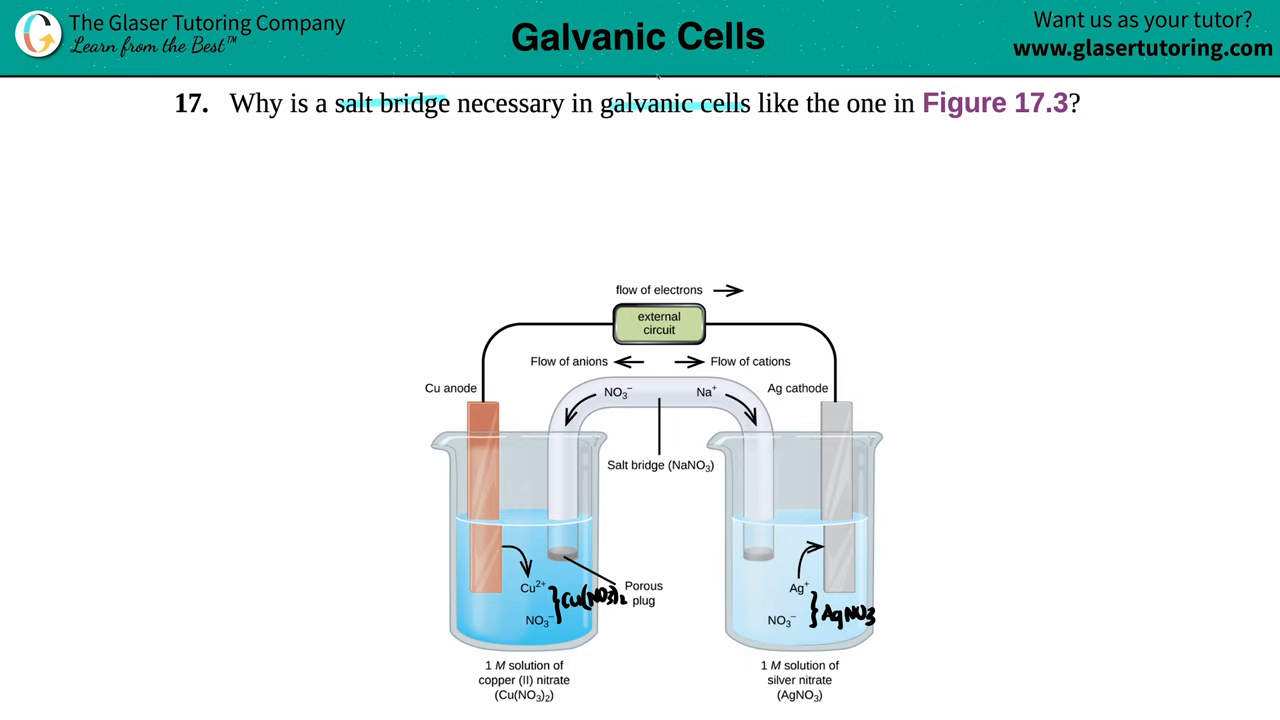 The Glaser Tutoring Company
Learn from the Best™
Galvanic Cells
Want us as your tutor?
www.glasertutoring.com
17. Why is a salt bridge necessary in galvanic cells like the one in Figure 17.3?
flow of electrons
external
circuit
Flow of anions
Flow of cations
Cu anode
NO₃⁻
Na⁺
Ag cathode
Salt bridge (NaNO₃)
Cu²⁺
NO₃⁻
Cu(NO₃)₂
Porous
plug
Ag⁺
NO₃⁻
AgNO₃
1 M solution of
copper (II) nitrate
(Cu(NO₃)₂)
1 M solution of
silver nitrate
(AgNO₃)